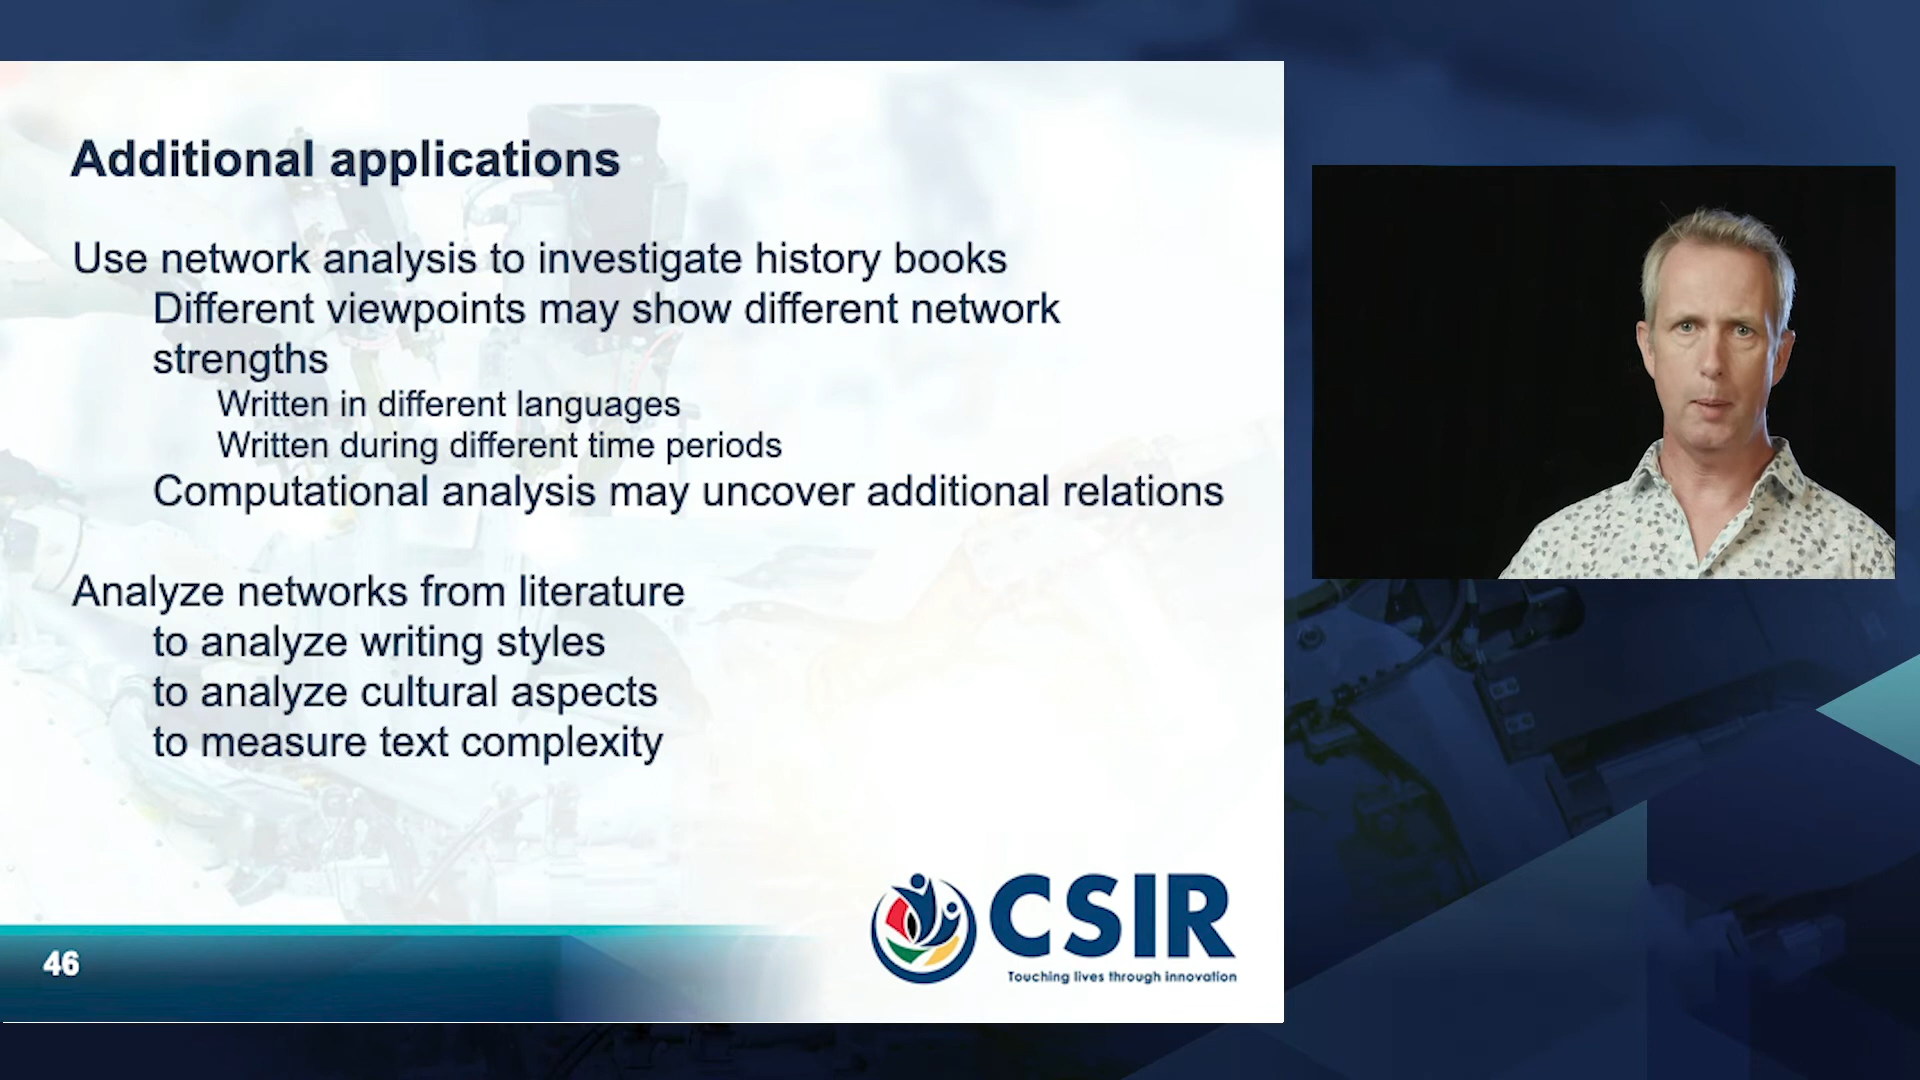 Additional applications
Use network analysis to investigate history books
Different viewpoints may show different network
strengths
Written in different languages
Written during different time periods
Computational analysis may uncover additional relations
Analyze networks from literature
to analyze writing styles
to analyze cultural aspects
to measure text complexity
46
CSIR
Touching lives through innovation